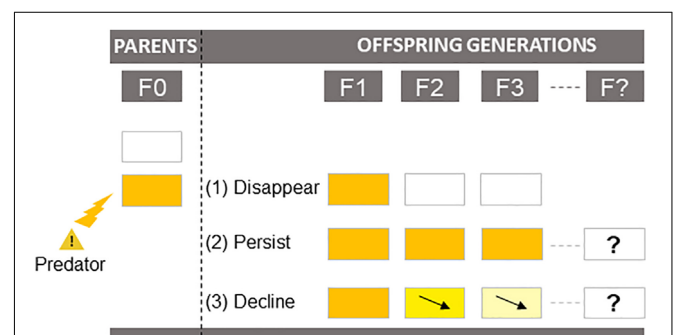 PARENTS OFFSPRING GENERATIONS
F0 F1 F2 F3 ---- F?
(1) Disappear
!
Predator
(2) Persist ---- ?
(3) Decline ---- ?